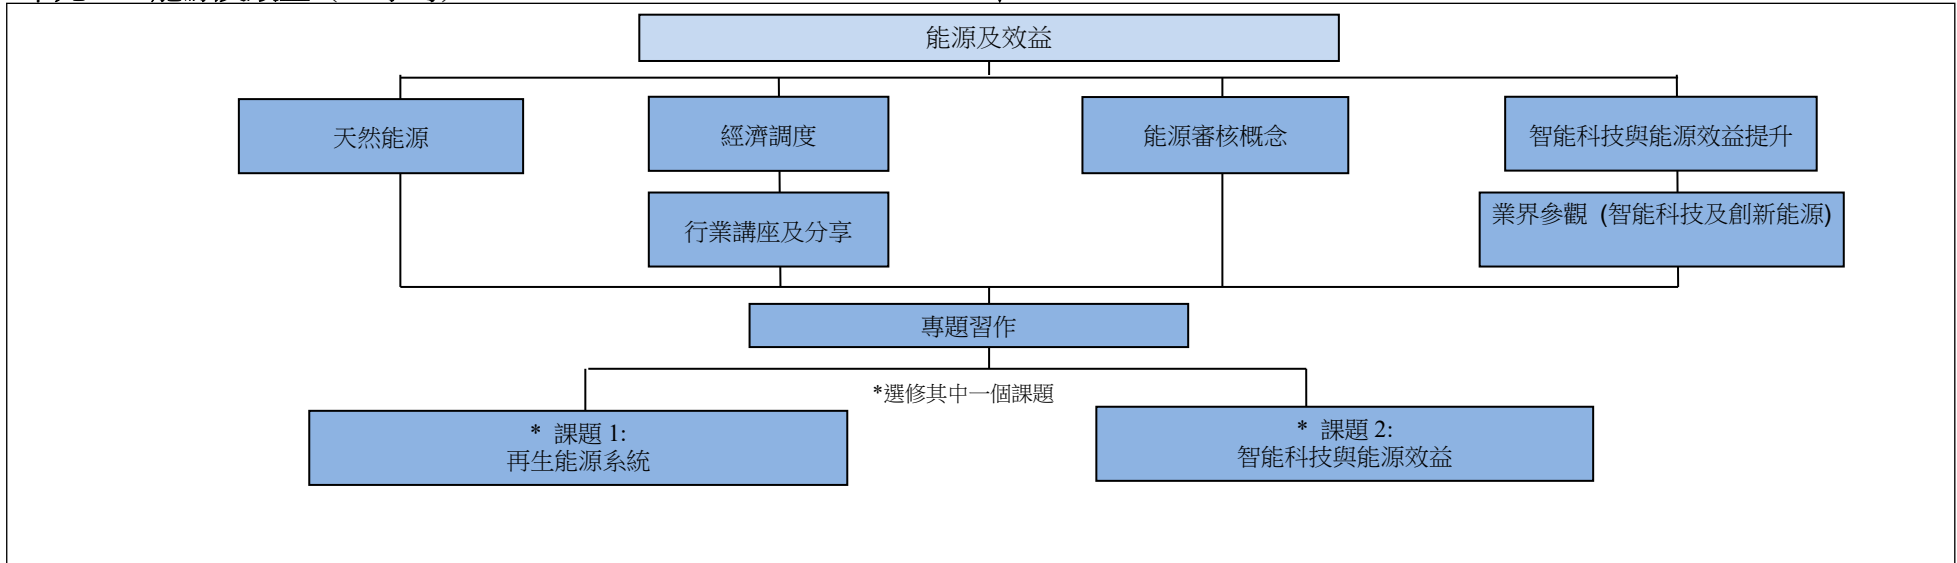 能源及效益
天然能源
經濟調度
能源審核概念
智能科技與能源效益提升
行業講座及分享
業界參觀 (智能科技及創新能源)
專題習作
*選修其中一個課題
* 課題 1:
再生能源系統
* 課題 2:
智能科技與能源效益